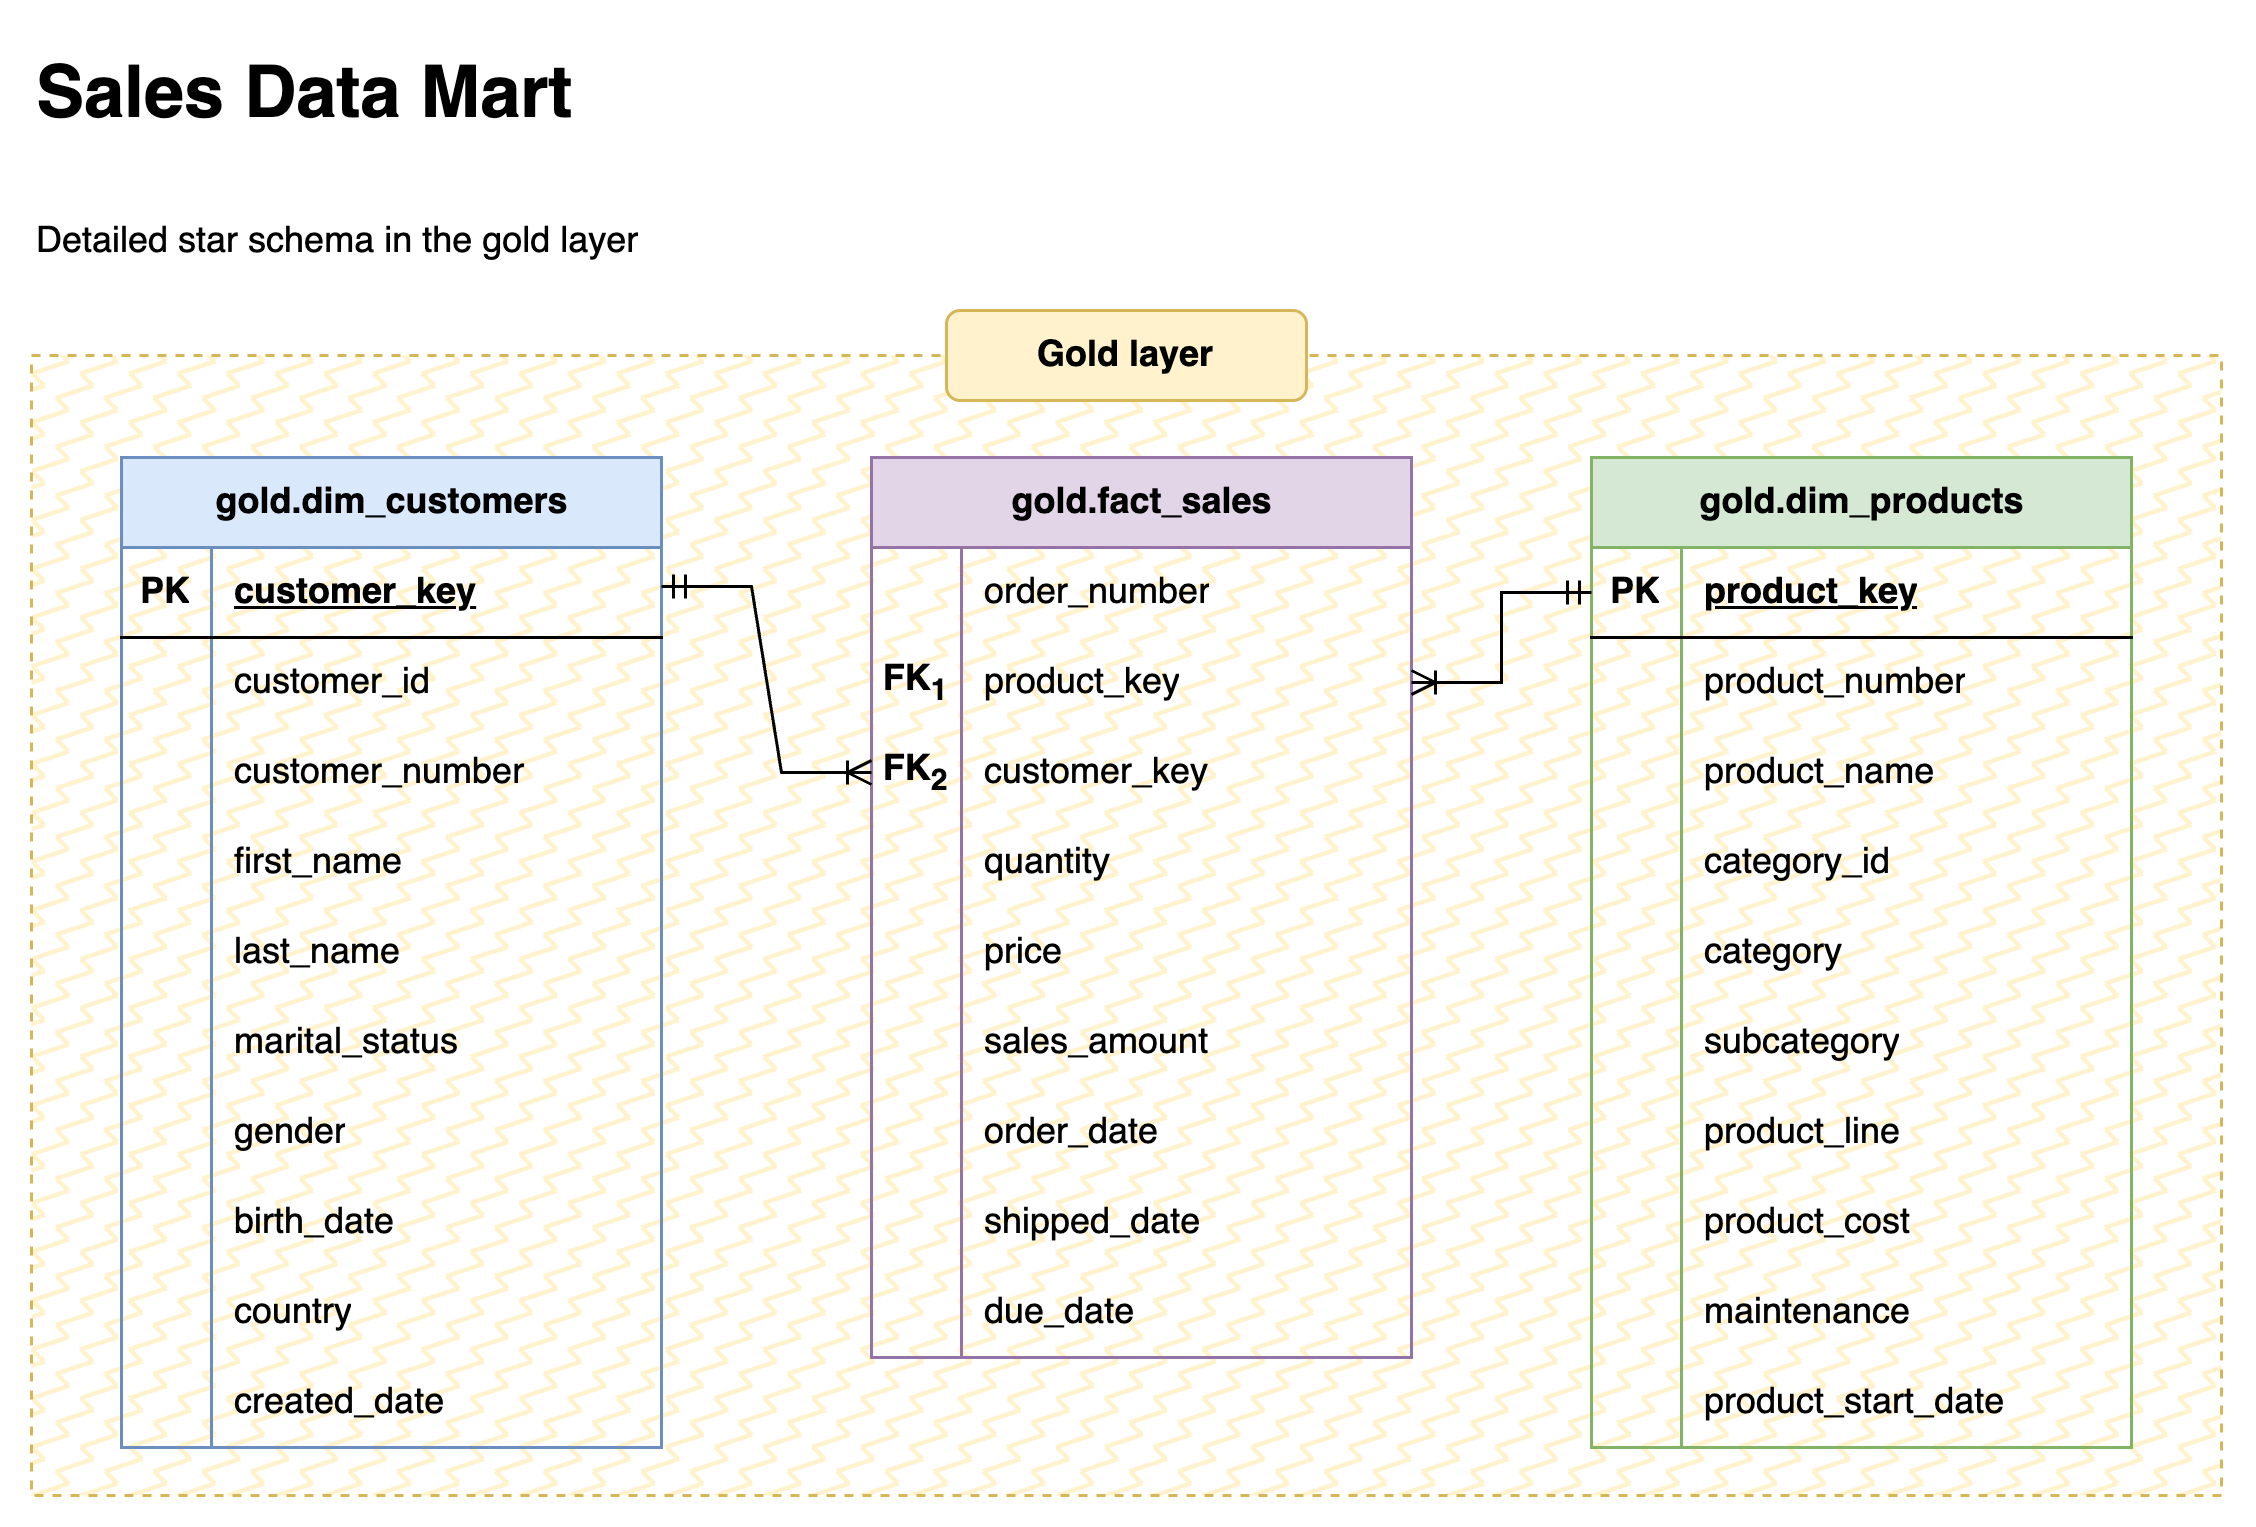 Sales Data Mart
Detailed star schema in the gold layer
Gold layer
gold.dim_customers
PK customer_key
customer_id
customer_number
first_name
last_name
marital_status
gender
birth_date
country
created_date
gold.fact_sales
order_number
FK1 product_key
FK2 customer_key
quantity
price
sales_amount
order_date
shipped_date
due_date
gold.dim_products
PK product_key
product_number
product_name
category_id
category
subcategory
product_line
product_cost
maintenance
product_start_date